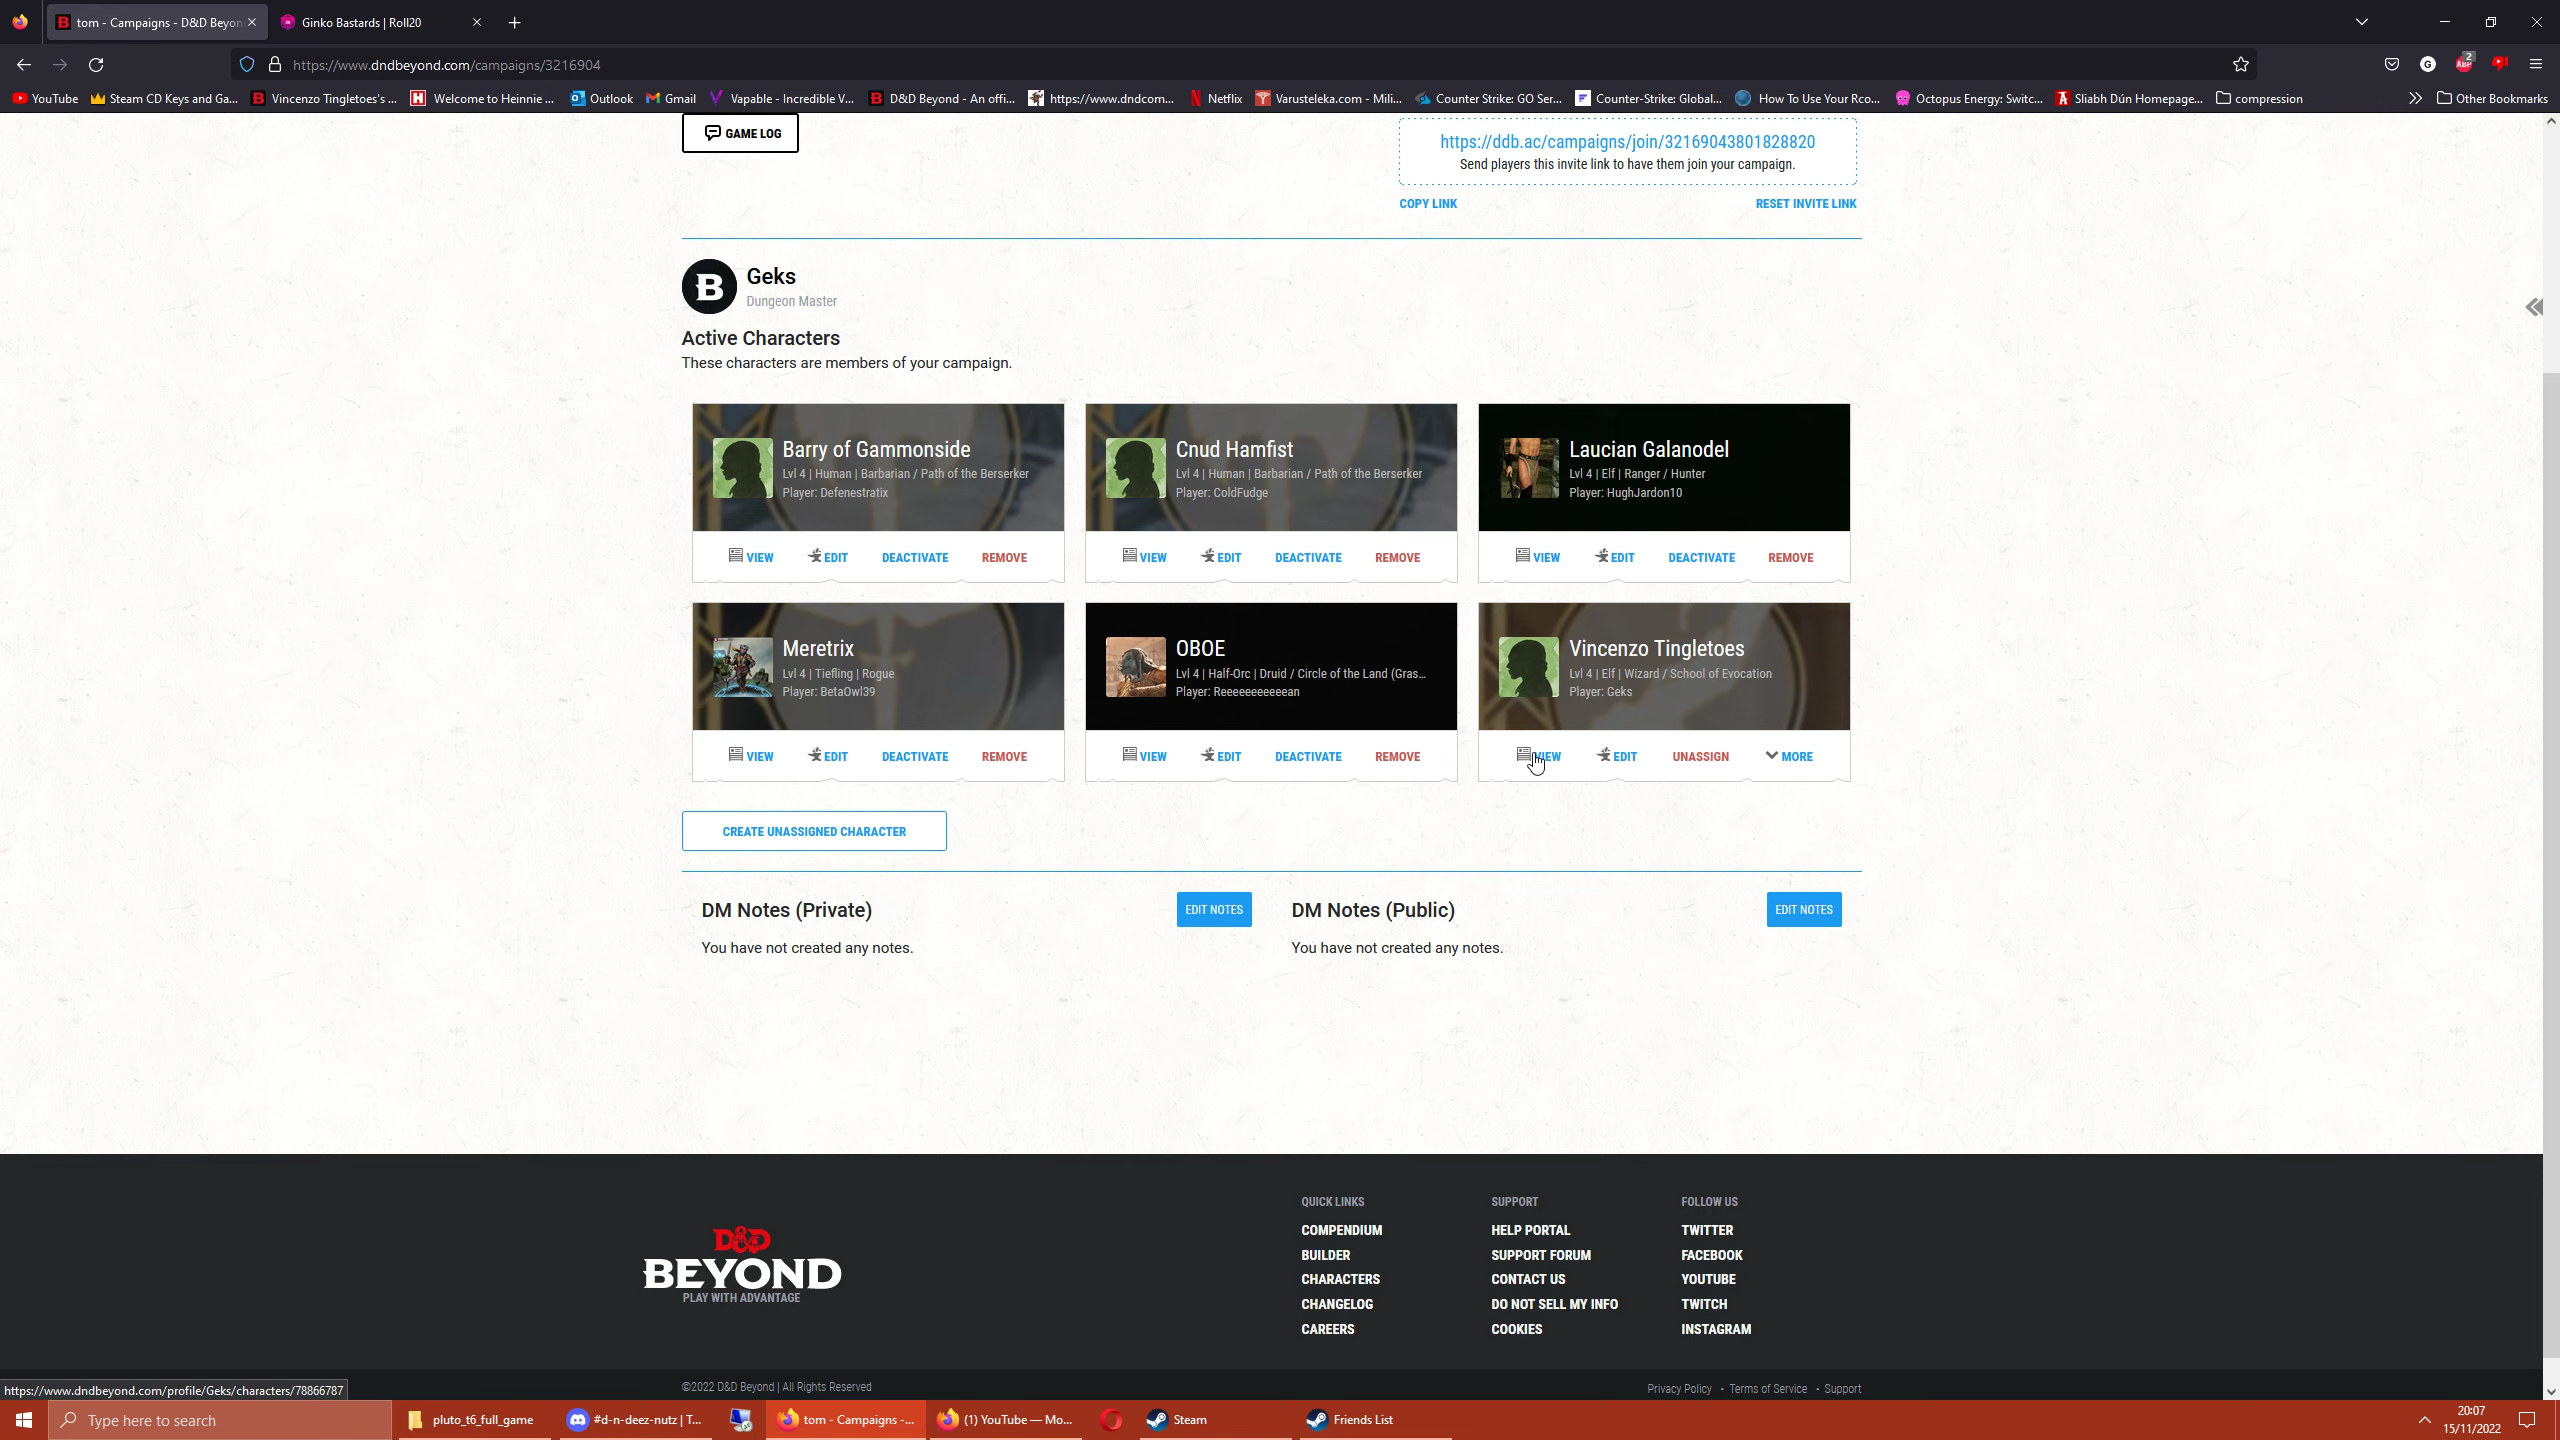 tom - Campaigns - D&D Beyon
Ginko Bastards | Roll20
https://www.dndbeyond.com/campaigns/3216904
2
ABP
YouTube
Steam CD Keys and Ga...
Vincenzo Tingletoes's ...
Welcome to Heinnie ...
Outlook
Gmail
Vapable - Incredible V...
D&D Beyond - An offi...
https://www.dndcom...
Netflix
Varusteleka.com - Mili...
Counter Strike: GO Ser...
Counter-Strike: Global...
How To Use Your Rco...
Octopus Energy: Switc...
Sliabh Dún Homepage...
compression
Other Bookmarks
GAME LOG
https://ddb.ac/campaigns/join/32169043801828820
Send players this invite link to have them join your campaign.
COPY LINK
RESET INVITE LINK
Geks
Dungeon Master
Active Characters
These characters are members of your campaign.
Barry of Gammonside
Lvl 4 | Human | Barbarian / Path of the Berserker
Player: Defenestratix
VIEW EDIT DEACTIVATE REMOVE
Cnud Hamfist
Lvl 4 | Human | Barbarian / Path of the Berserker
Player: ColdFudge
VIEW EDIT DEACTIVATE REMOVE
Laucian Galanodel
Lvl 4 | Elf | Ranger / Hunter
Player: HughJardon10
VIEW EDIT DEACTIVATE REMOVE
Meretrix
Lvl 4 | Tiefling | Rogue
Player: BetaOwl39
VIEW EDIT DEACTIVATE REMOVE
OBOE
Lvl 4 | Half-Orc | Druid / Circle of the Land (Gras...
Player: Reeeeeeeeeeean
VIEW EDIT DEACTIVATE REMOVE
Vincenzo Tingletoes
Lvl 4 | Elf | Wizard / School of Evocation
Player: Geks
VIEW EDIT UNASSIGN MORE
CREATE UNASSIGNED CHARACTER
DM Notes (Private)
EDIT NOTES
You have not created any notes.
DM Notes (Public)
EDIT NOTES
You have not created any notes.
D&D
BEYOND
PLAY WITH ADVANTAGE
QUICK LINKS
COMPENDIUM
BUILDER
CHARACTERS
CHANGELOG
CAREERS
SUPPORT
HELP PORTAL
SUPPORT FORUM
CONTACT US
DO NOT SELL MY INFO
COOKIES
FOLLOW US
TWITTER
FACEBOOK
YOUTUBE
TWITCH
INSTAGRAM
©2022 D&D Beyond | All Rights Reserved
Privacy Policy • Terms of Service • Support
https://www.dndbeyond.com/profile/Geks/characters/78866787
Type here to search
pluto_t6_full_game
#d-n-deez-nutz | T...
tom - Campaigns -...
(1) YouTube — Mo...
Steam
Friends List
20:07
15/11/2022